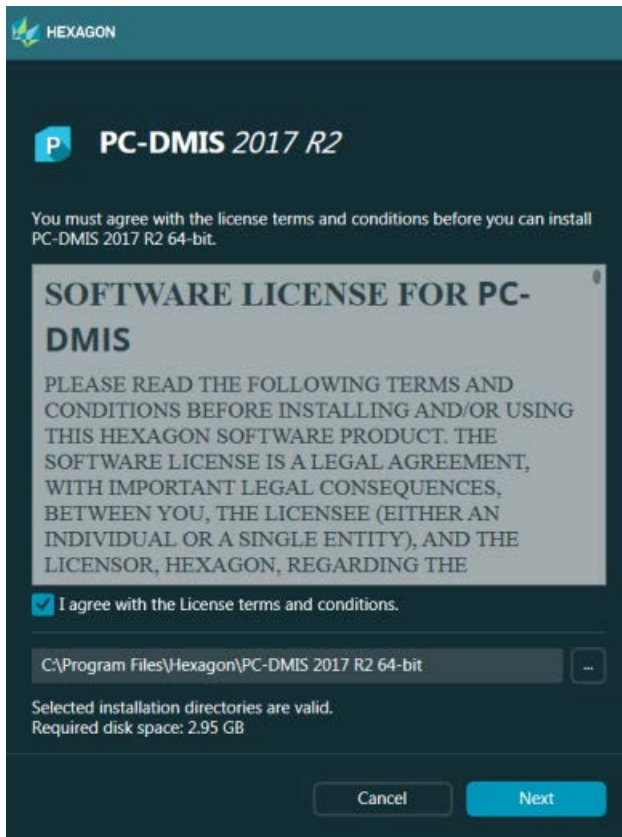 HEXAGON
P PC-DMIS 2017 R2
You must agree with the license terms and conditions before you can install
PC-DMIS 2017 R2 64-bit.
SOFTWARE LICENSE FOR PC-
DMIS
PLEASE READ THE FOLLOWING TERMS AND
CONDITIONS BEFORE INSTALLING AND/OR USING
THIS HEXAGON SOFTWARE PRODUCT. THE
SOFTWARE LICENSE IS A LEGAL AGREEMENT,
WITH IMPORTANT LEGAL CONSEQUENCES,
BETWEEN YOU, THE LICENSEE (EITHER AN
INDIVIDUAL OR A SINGLE ENTITY), AND THE
LICENSOR, HEXAGON, REGARDING THE
I agree with the License terms and conditions.
C:\Program Files\Hexagon\PC-DMIS 2017 R2 64-bit ...
Selected installation directories are valid.
Required disk space: 2.95 GB
Cancel Next